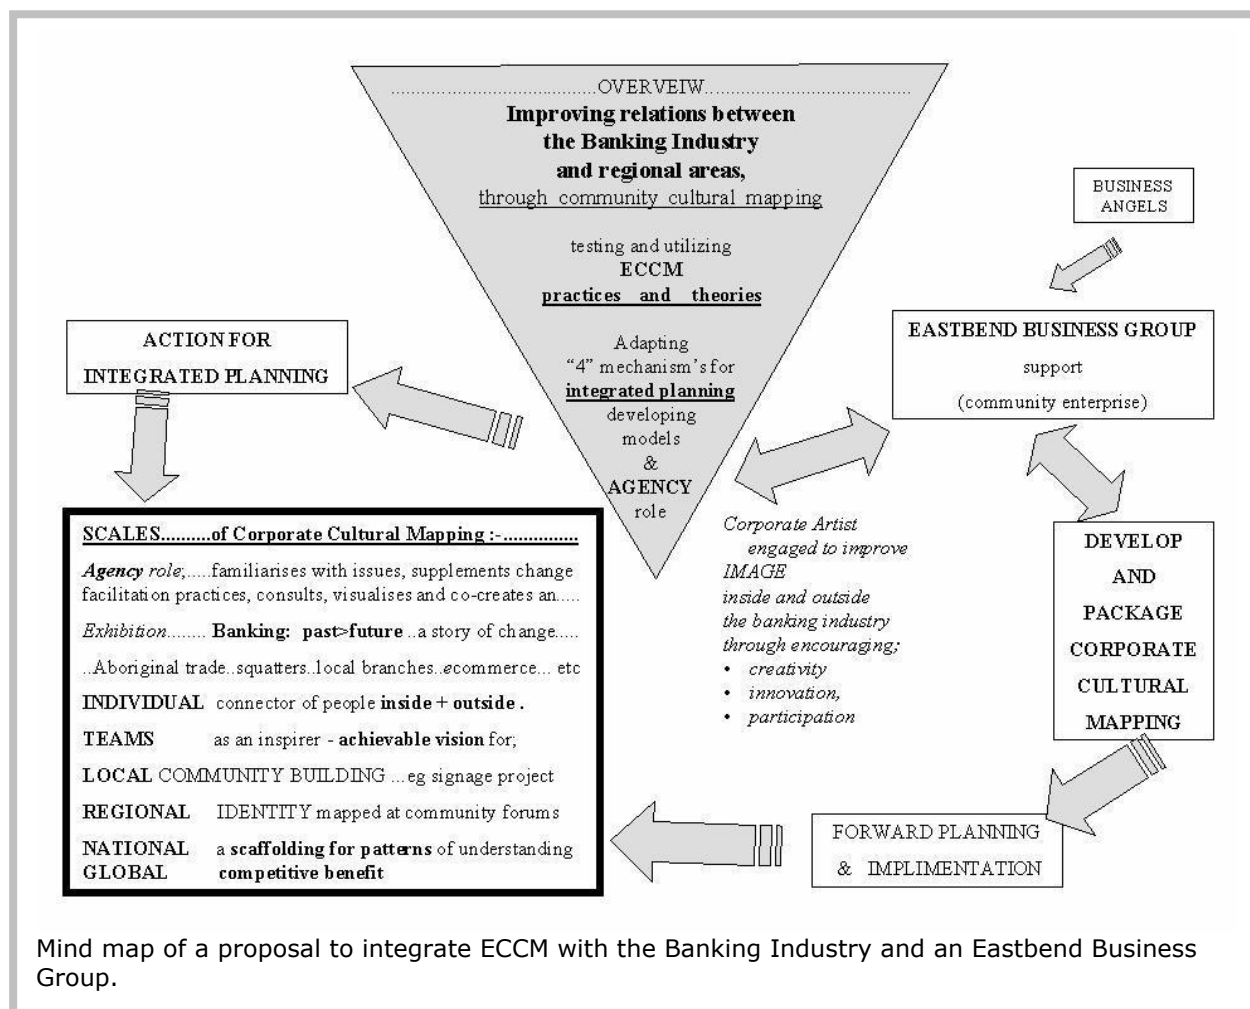 ..................................OVERVEIW..................................
Improving relations between
the Banking Industry
and regional areas,
through community cultural mapping
testing and utilizing
ECCM
practices and theories
Adapting
“4” mechanism’s for
integrated planning
developing
models
&
AGENCY
role
BUSINESS
ANGELS
EASTBEND BUSINESS GROUP
support
(community enterprise)
ACTION FOR
INTEGRATED PLANNING
Corporate Artist
engaged to improve
IMAGE
inside and outside
the banking industry
through encouraging;
• creativity
• innovation,
• participation
DEVELOP
AND
PACKAGE
CORPORATE
CULTURAL
MAPPING
SCALES..........of Corporate Cultural Mapping :-...............
Agency role;.....familiarises with issues, supplements change
facilitation practices, consults, visualises and co-creates an.....
Exhibition........ Banking: past>future ..a story of change.....
..Aboriginal trade..squatters..local branches..ecommerce... etc
INDIVIDUAL connector of people inside + outside .
TEAMS as an inspirer - achievable vision for;
LOCAL COMMUNITY BUILDING ...eg signage project
REGIONAL IDENTITY mapped at community forums
NATIONAL a scaffolding for patterns of understanding
GLOBAL competitive benefit
FORWARD PLANNING
& IMPLIMENTATION
Mind map of a proposal to integrate ECCM with the Banking Industry and an Eastbend Business
Group.